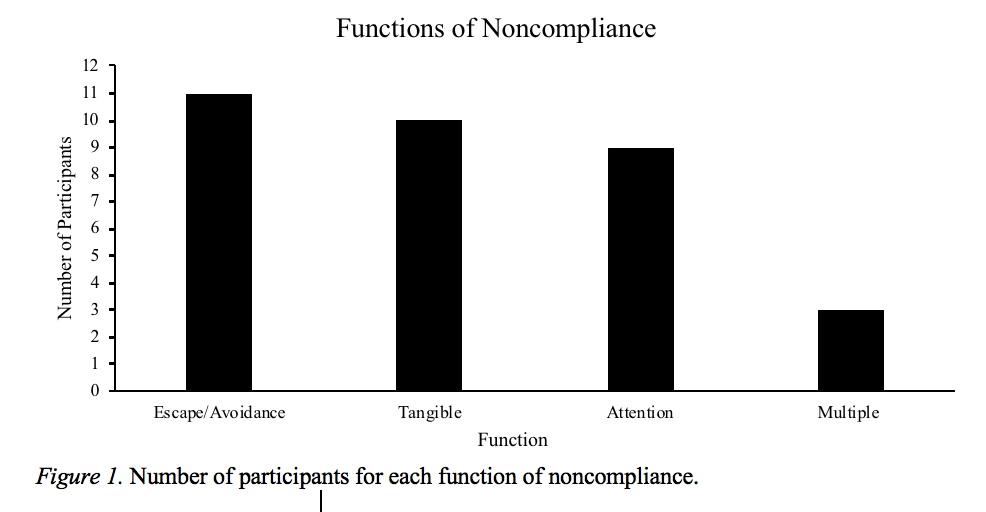 Functions of Noncompliance
12
11
10
9
8
7
6
5
4
3
2
1
0
Number of Participants
Escape/Avoidance Tangible Attention Multiple
Function
Figure 1. Number of participants for each function of noncompliance.